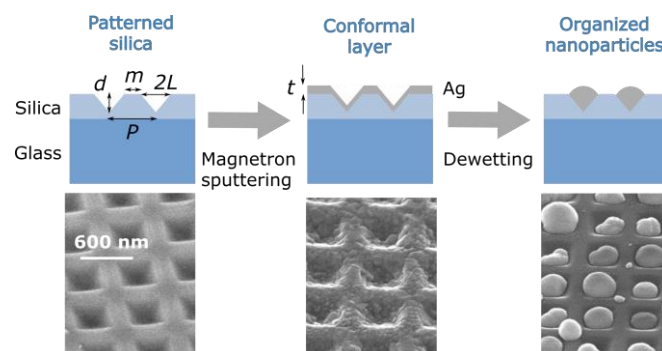 Patterned
silica
Conformal
layer
Organized
nanoparticles
d
m
2L
P
t
Ag
Silica
Glass
Magnetron
sputtering
Dewetting
600 nm